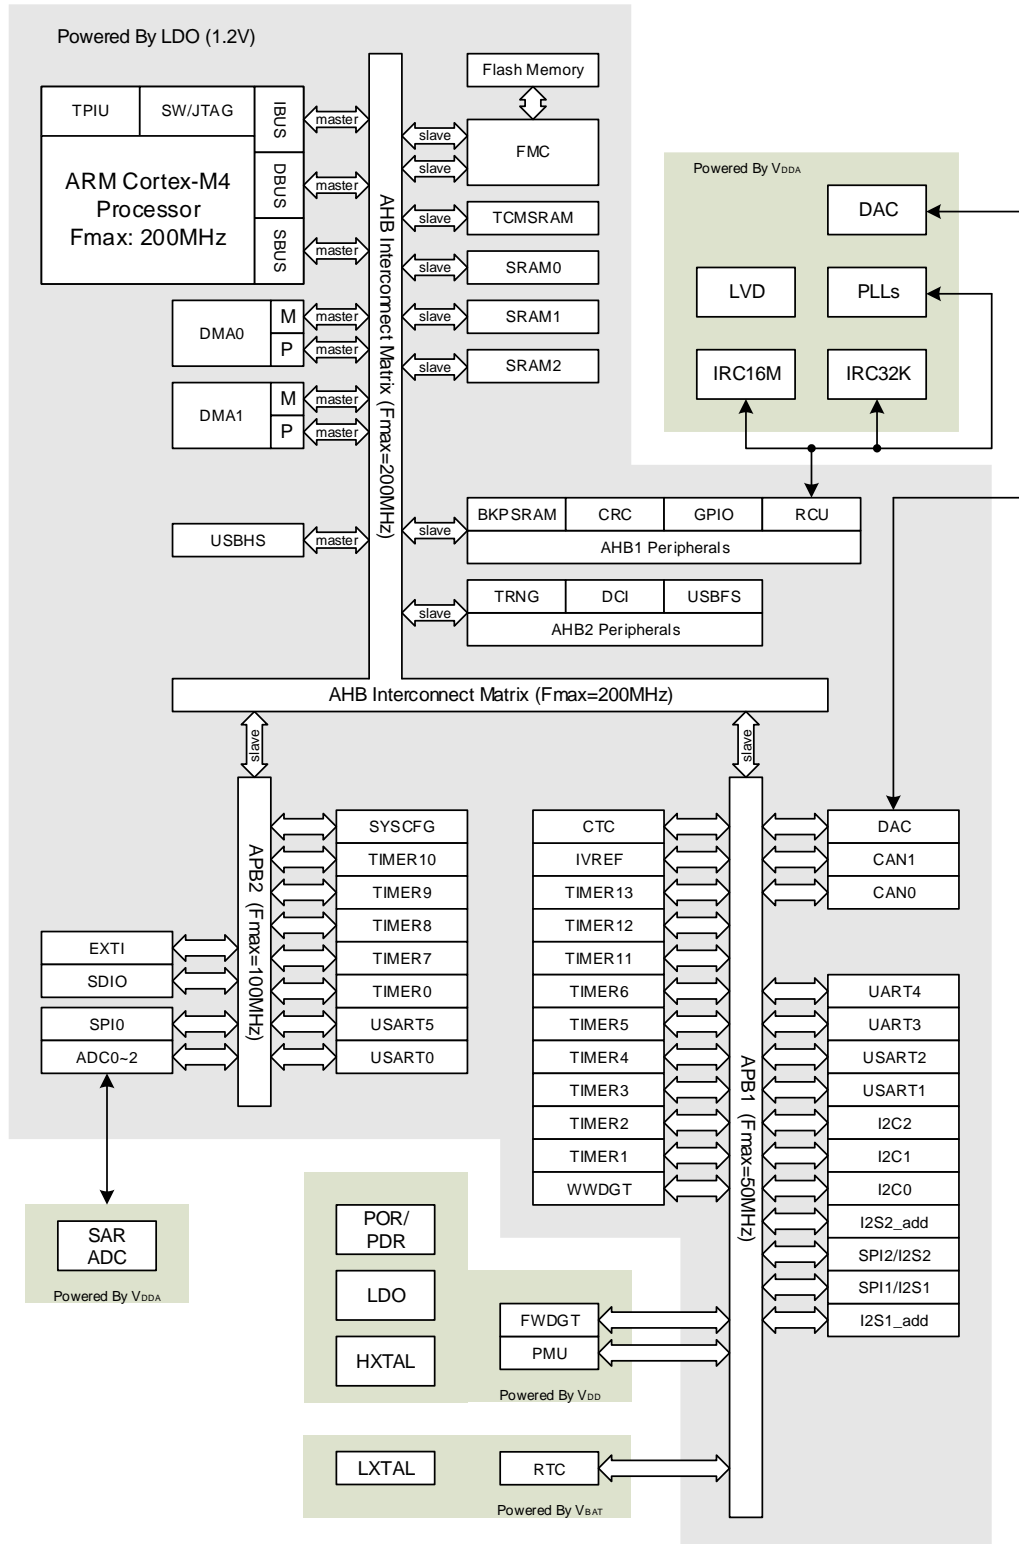 Powered By LDO (1.2V)
TPIU
SW/JTAG
IBUS
DBUS
SBUS
ARM Cortex-M4
Processor
Fmax: 200MHz
master
master
master
DMA0
M
P
master
master
DMA1
M
P
master
master
USBHS
master
AHB Interconnect Matrix (Fmax=200MHz)
Flash Memory
slave
slave
FMC
slave
TCMSRAM
slave
SRAM0
slave
SRAM1
slave
SRAM2
slave
BKPSRAM
CRC
GPIO
RCU
AHB1 Peripherals
slave
TRNG
DCI
USBFS
AHB2 Peripherals
Powered By VDDA
DAC
LVD
PLLs
IRC16M
IRC32K
AHB Interconnect Matrix (Fmax=200MHz)
slave
slave
APB2 (Fmax=100MHz)
SYSCFG
TIMER10
TIMER9
TIMER8
TIMER7
TIMER0
USART5
USART0
EXTI
SDIO
SPI0
ADC0~2
SAR
ADC
Powered By VDDA
APB1 (Fmax=50MHz)
CTC
IVREF
TIMER13
TIMER12
TIMER11
TIMER6
TIMER5
TIMER4
TIMER3
TIMER2
TIMER1
WWDGT
DAC
CAN1
CAN0
UART4
UART3
USART2
USART1
I2C2
I2C1
I2C0
I2S2_add
SPI2/I2S2
SPI1/I2S1
I2S1_add
POR/
PDR
LDO
HXTAL
FWDGT
PMU
Powered By VDD
LXTAL
RTC
Powered By VBAT